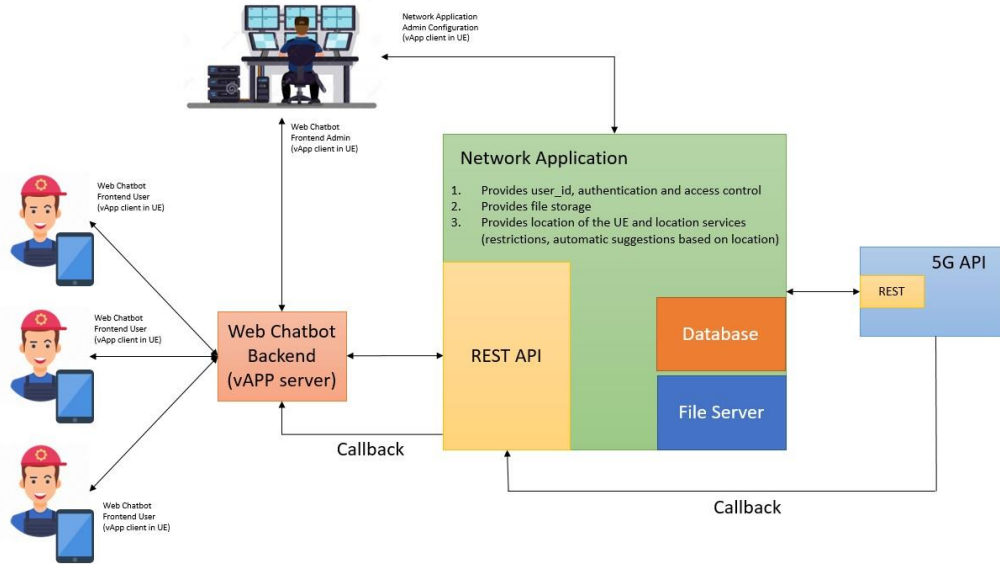 Network Application
Admin Configuration
(vApp client in UE)
Web Chatbot
Frontend Admin
(vApp client in UE)
Web Chatbot
Frontend User
(vApp client in UE)
Web Chatbot
Frontend User
(vApp client in UE)
Web Chatbot
Frontend User
(vApp client in UE)
Web Chatbot
Backend
(vAPP server)
Callback
Network Application
1. Provides user_id, authentication and access control
2. Provides file storage
3. Provides location of the UE and location services
(restrictions, automatic suggestions based on location)
REST API
Database
File Server
5G API
REST
Callback